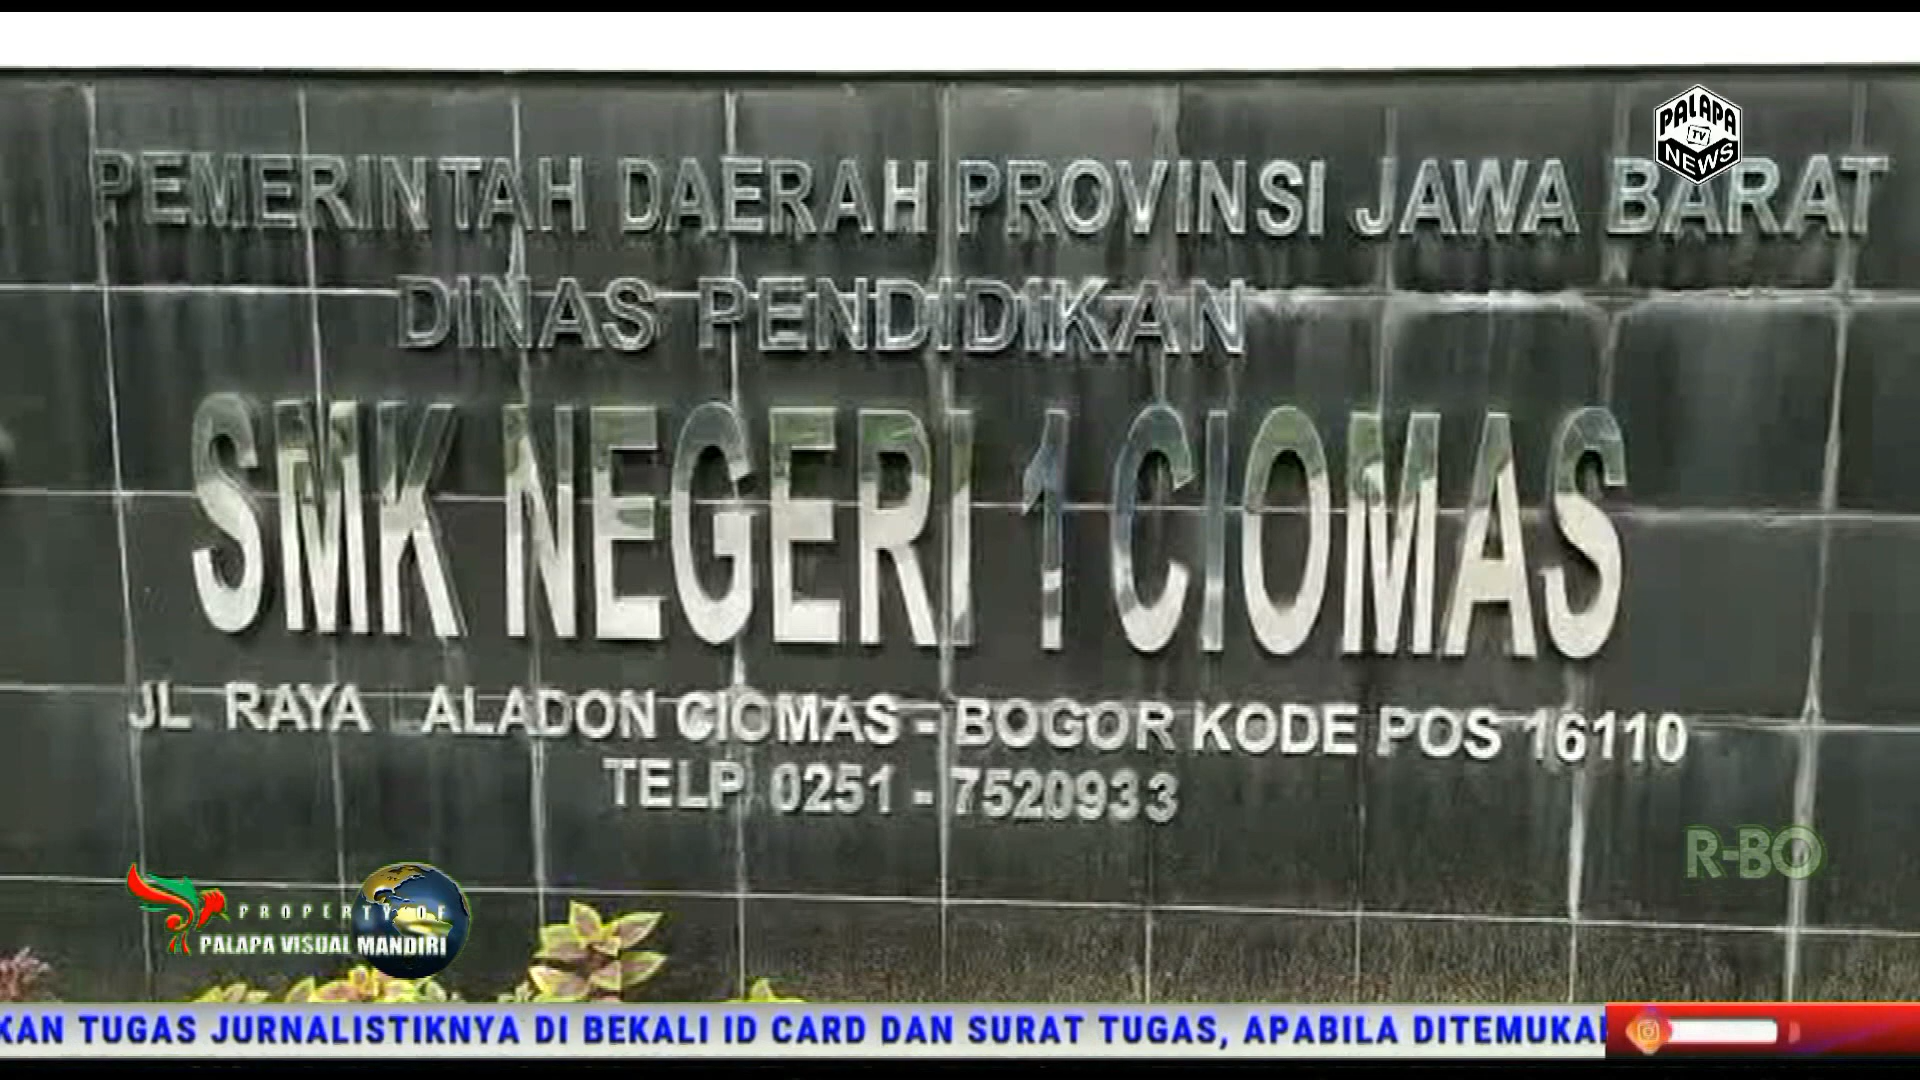 PALAPA
TV
NEWS
PEMERINTAH DAERAH PROVINSI JAWA BARAT
DINAS PENDIDIKAN
SMK NEGERI 1 CIOMAS
JL RAYA LALADON CIOMAS - BOGOR KODE POS 16110
TELP. 0251 - 7520933
R-BO
PROPERTY OF
PALAPA VISUAL MANDIRI
KAN TUGAS JURNALISTIKNYA DI BEKALI ID CARD DAN SURAT TUGAS, APABILA DITEMUKA